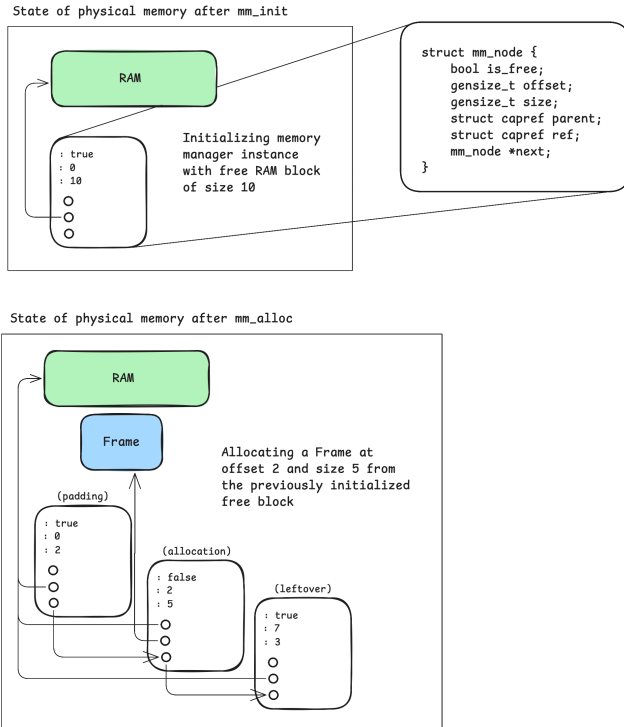 State of physical memory after mm_init
RAM
: true
: 0
: 10
Initializing memory
manager instance
with free RAM block
of size 10
struct mm_node {
bool is_free;
gensize_t offset;
gensize_t size;
struct capref parent;
struct capref ref;
mm_node *next;
}
State of physical memory after mm_alloc
RAM
Frame
Allocating a Frame at
offset 2 and size 5 from
the previously initialized
free block
(padding)
: true
: 0
: 2
(allocation)
: false
: 2
: 5
(leftover)
: true
: 7
: 3